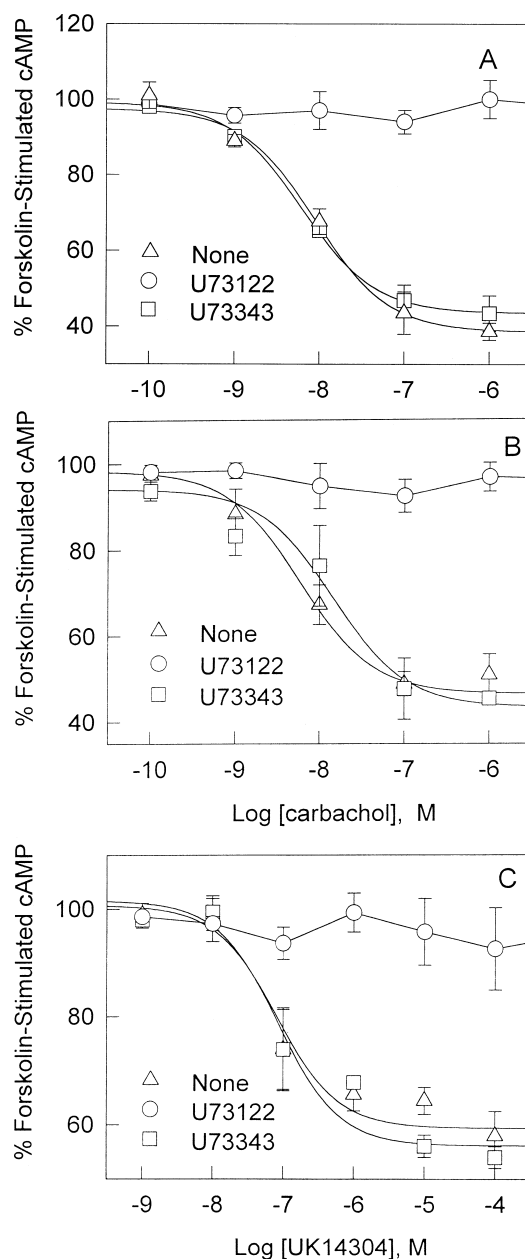 120
A
100
80
60
40
% Forskolin-Stimulated cAMP
None
U73122
U73343
-10 -9 -8 -7 -6
B
100
80
60
40
% Forskolin-Stimulated cAMP
None
U73122
U73343
-10 -9 -8 -7 -6
Log [carbachol], M
C
100
80
60
% Forskolin-Stimulated cAMP
None
U73122
U73343
-9 -8 -7 -6 -5 -4
Log [UK14304], M